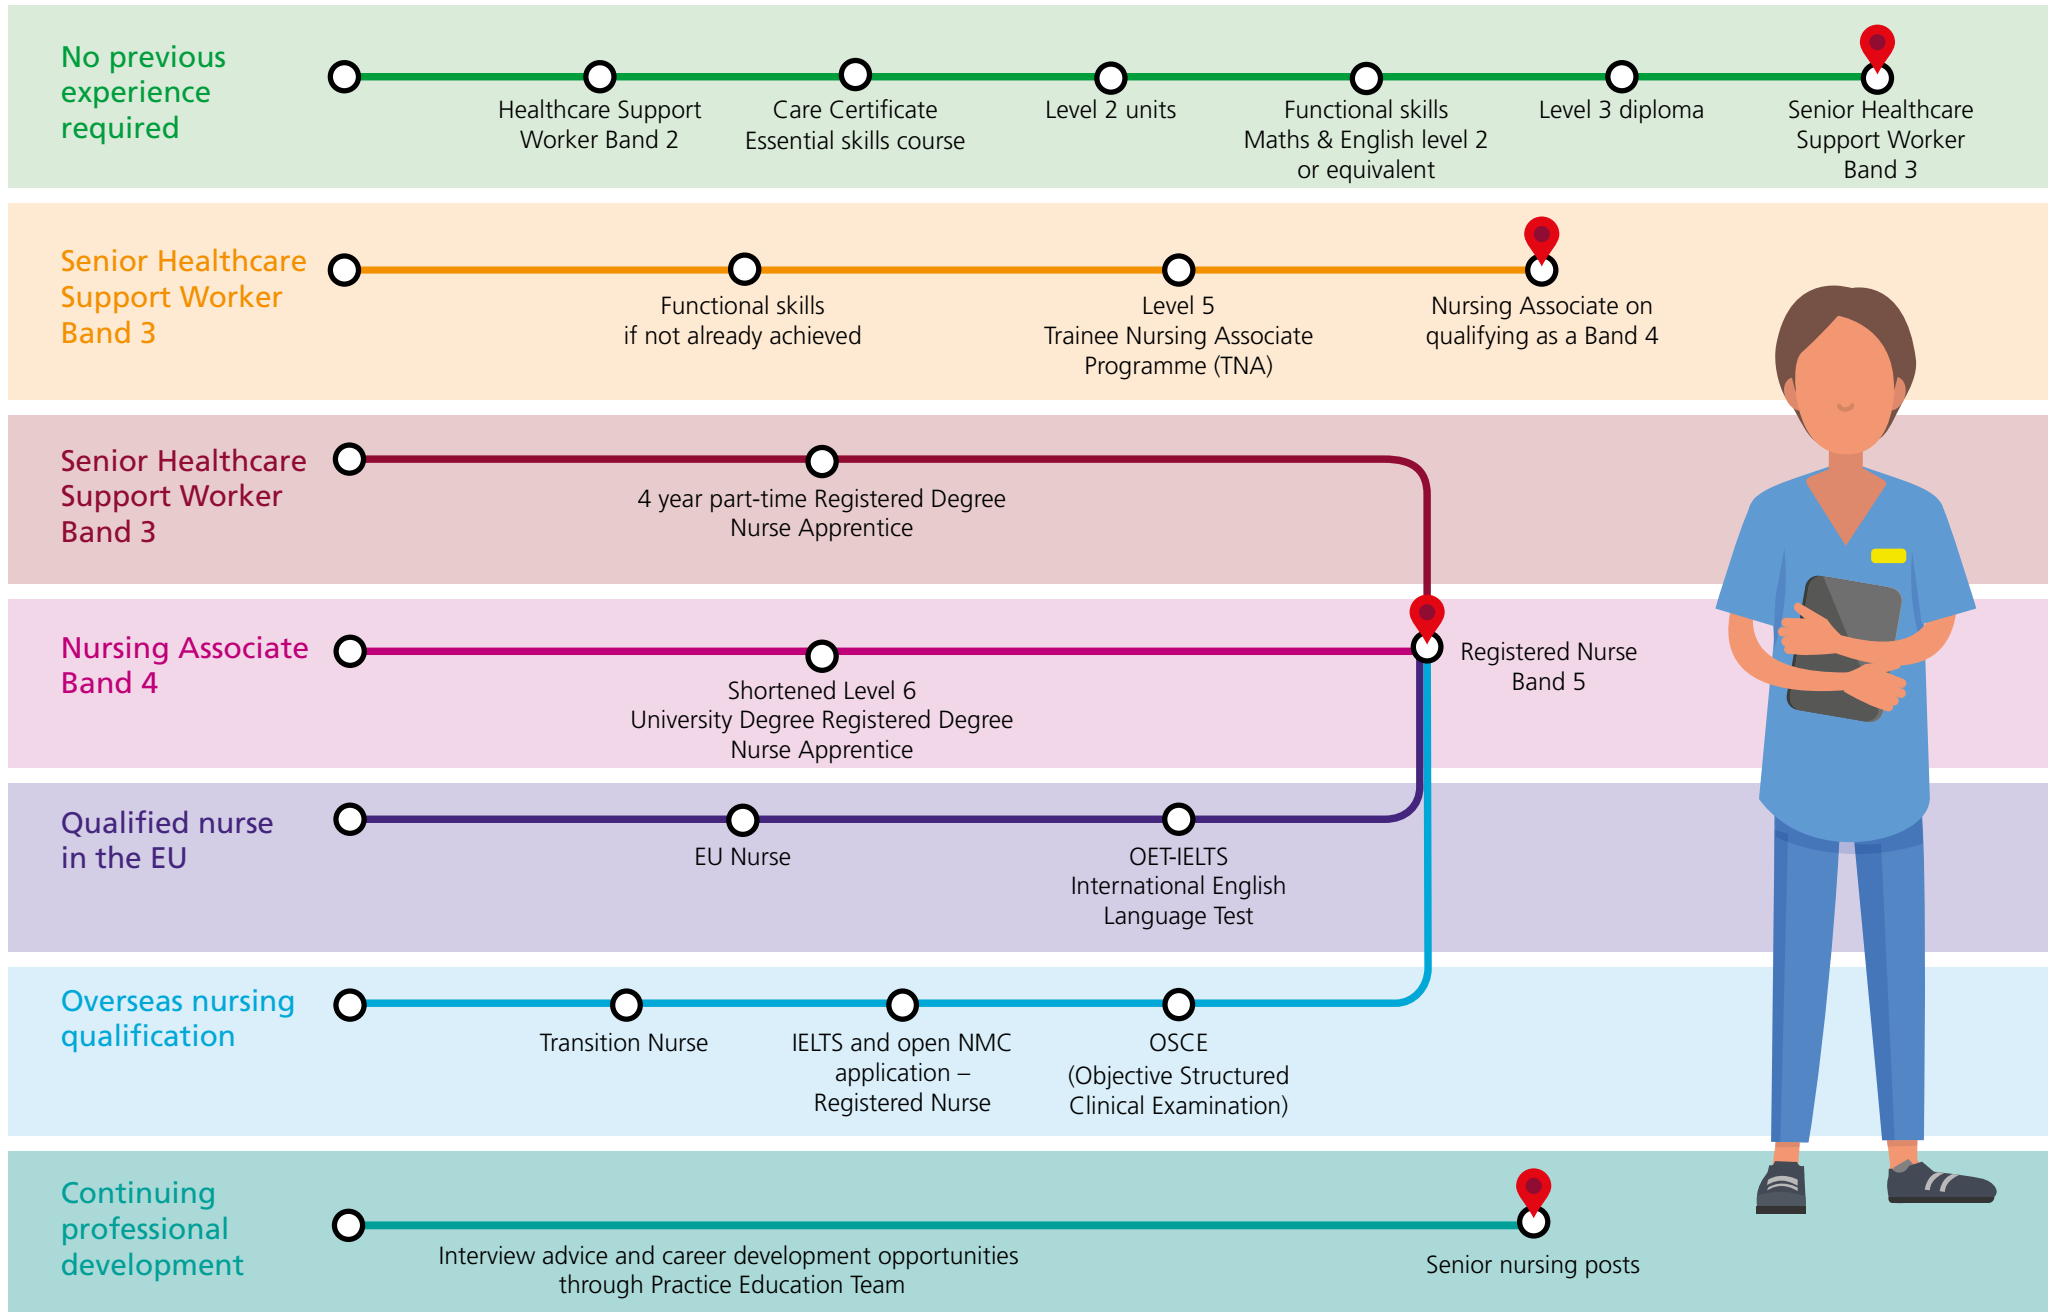 No previous
experience
required
Healthcare Support
Worker Band 2
Care Certificate
Essential skills course
Level 2 units
Functional skills
Maths & English level 2
or equivalent
Level 3 diploma
Senior Healthcare
Support Worker
Band 3
Senior Healthcare
Support Worker
Band 3
Functional skills
if not already achieved
Level 5
Trainee Nursing Associate
Programme (TNA)
Nursing Associate on
qualifying as a Band 4
Senior Healthcare
Support Worker
Band 3
4 year part-time Registered Degree
Nurse Apprentice
Nursing Associate
Band 4
Shortened Level 6
University Degree Registered Degree
Nurse Apprentice
Registered Nurse
Band 5
Qualified nurse
in the EU
EU Nurse
OET-IELTS
International English
Language Test
Overseas nursing
qualification
Transition Nurse
IELTS and open NMC
application –
Registered Nurse
OSCE
(Objective Structured
Clinical Examination)
Continuing
professional
development
Interview advice and career development opportunities
through Practice Education Team
Senior nursing posts